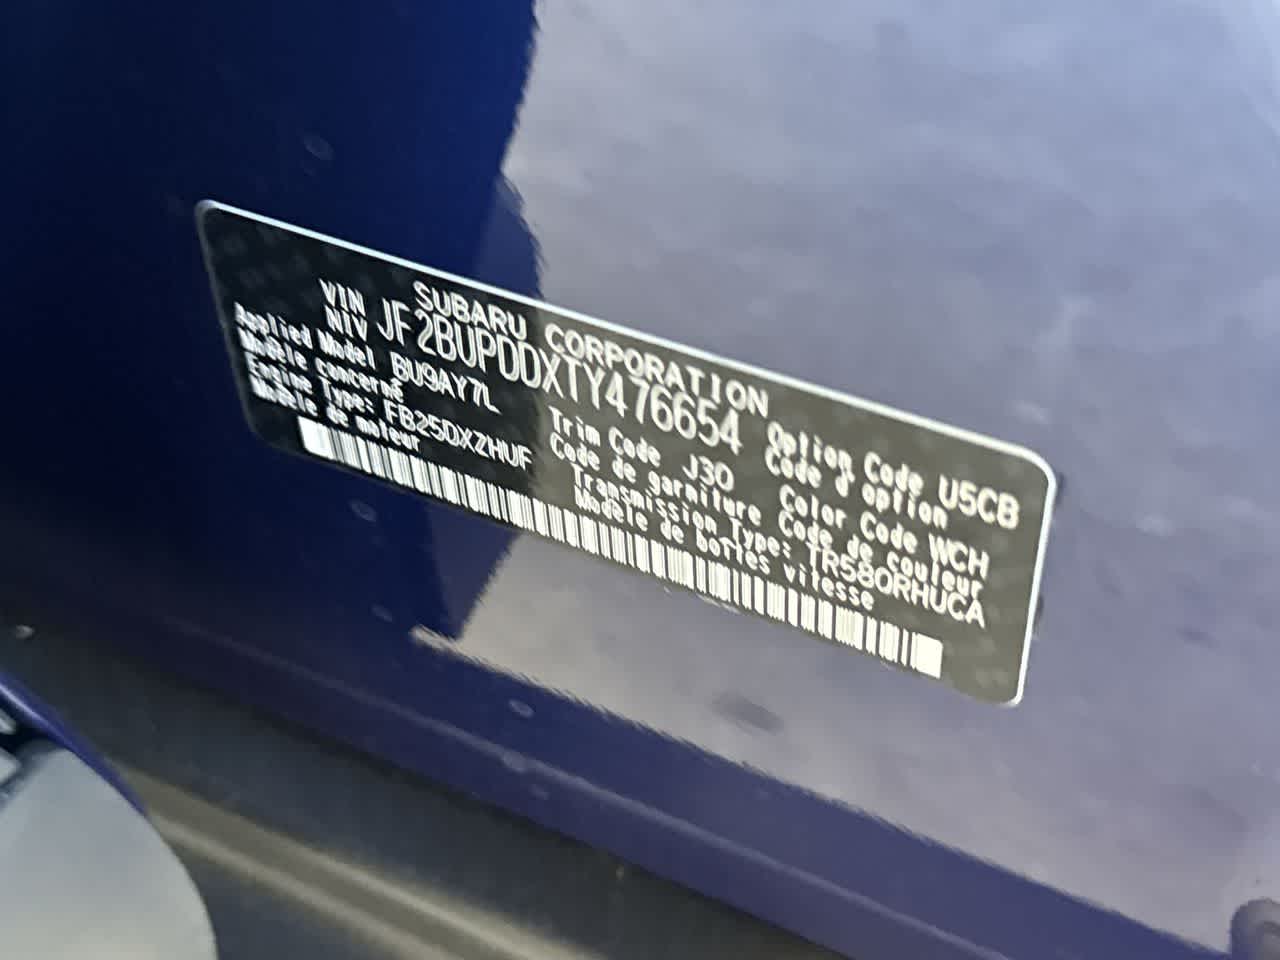 SUBARU CORPORATION
VIN
NIV JF2BUPDDXTY476654
Applied Model BU9AY7L
Modèle concerné
Trim Code J30
Code de garniture
Option Code U5CB
Code d'option
Color Code WCH
Code de couleur
Engine Type: FB25DXZHUF
Modèle de moteur
Transmission Type: TR580RHUCA
Modèle de boîtes vitesse